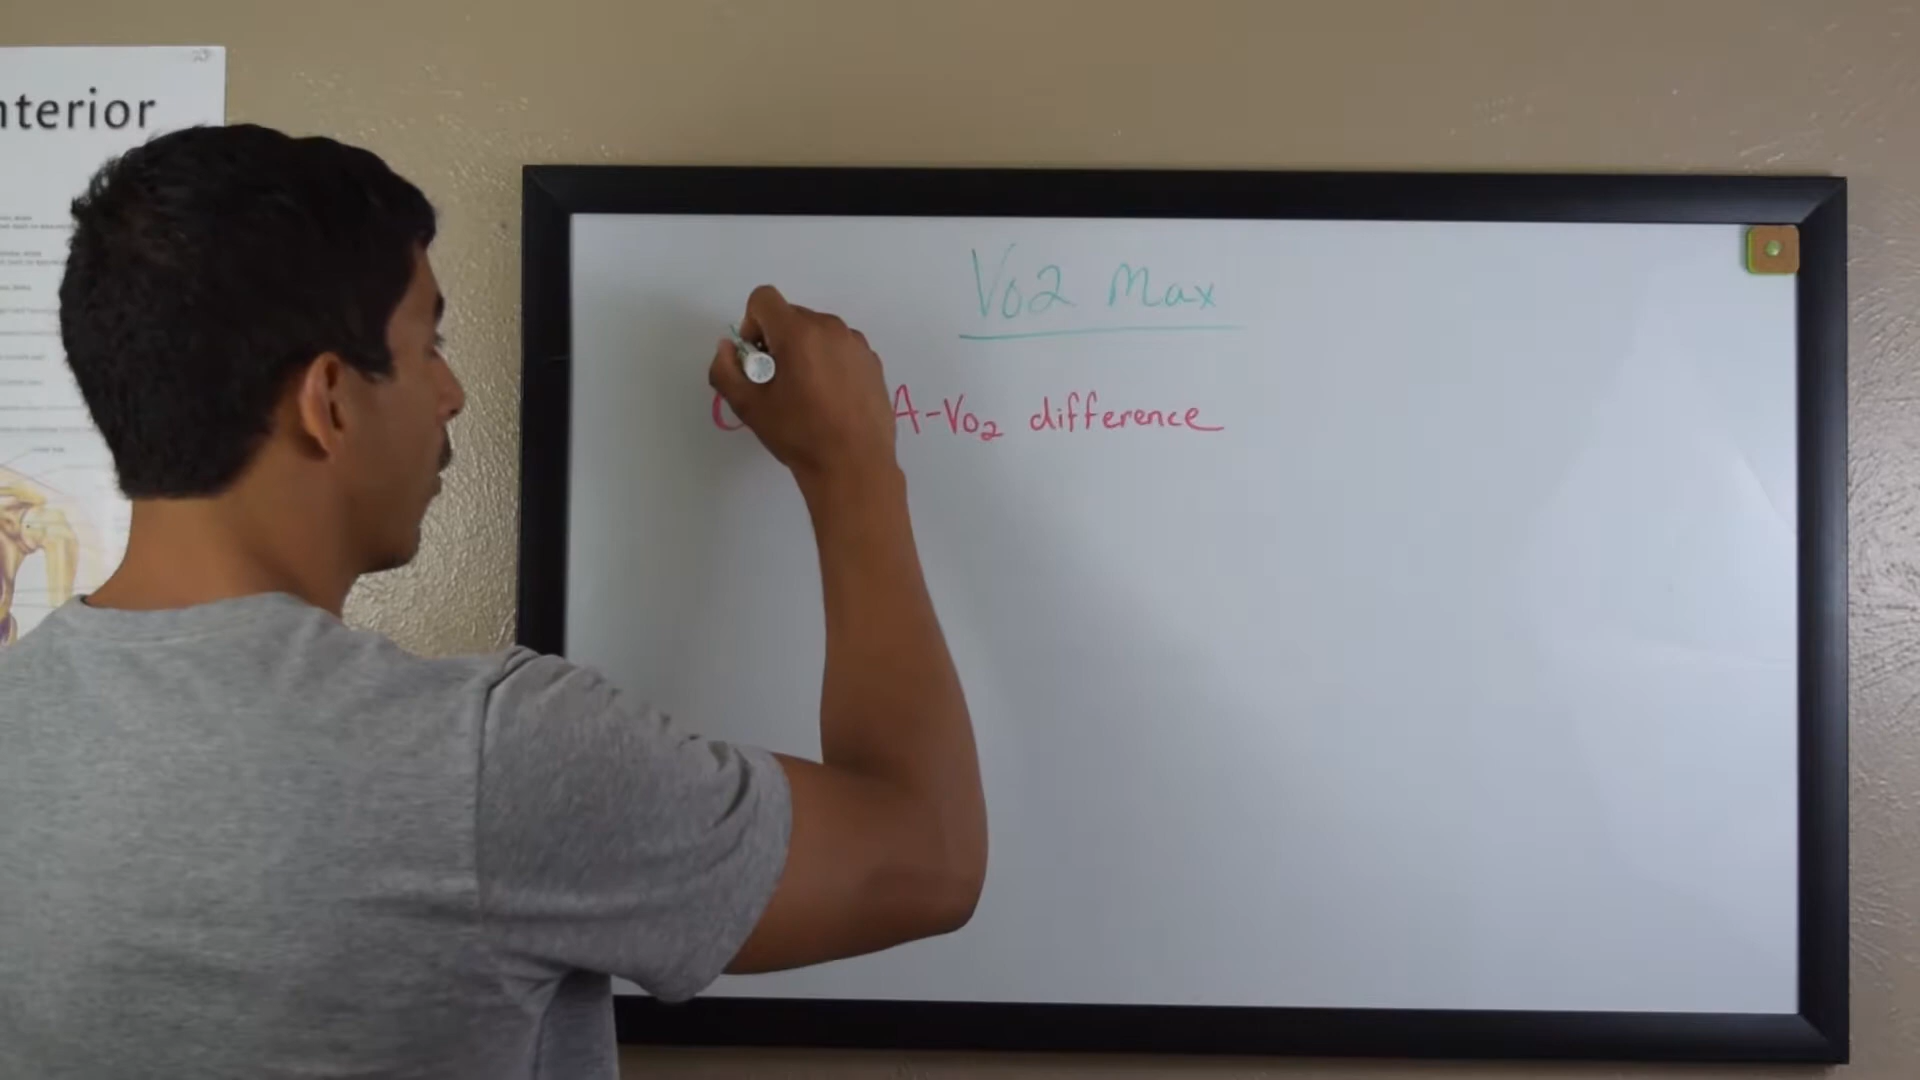 nterior
Vo2 Max
A-Vo₂ difference